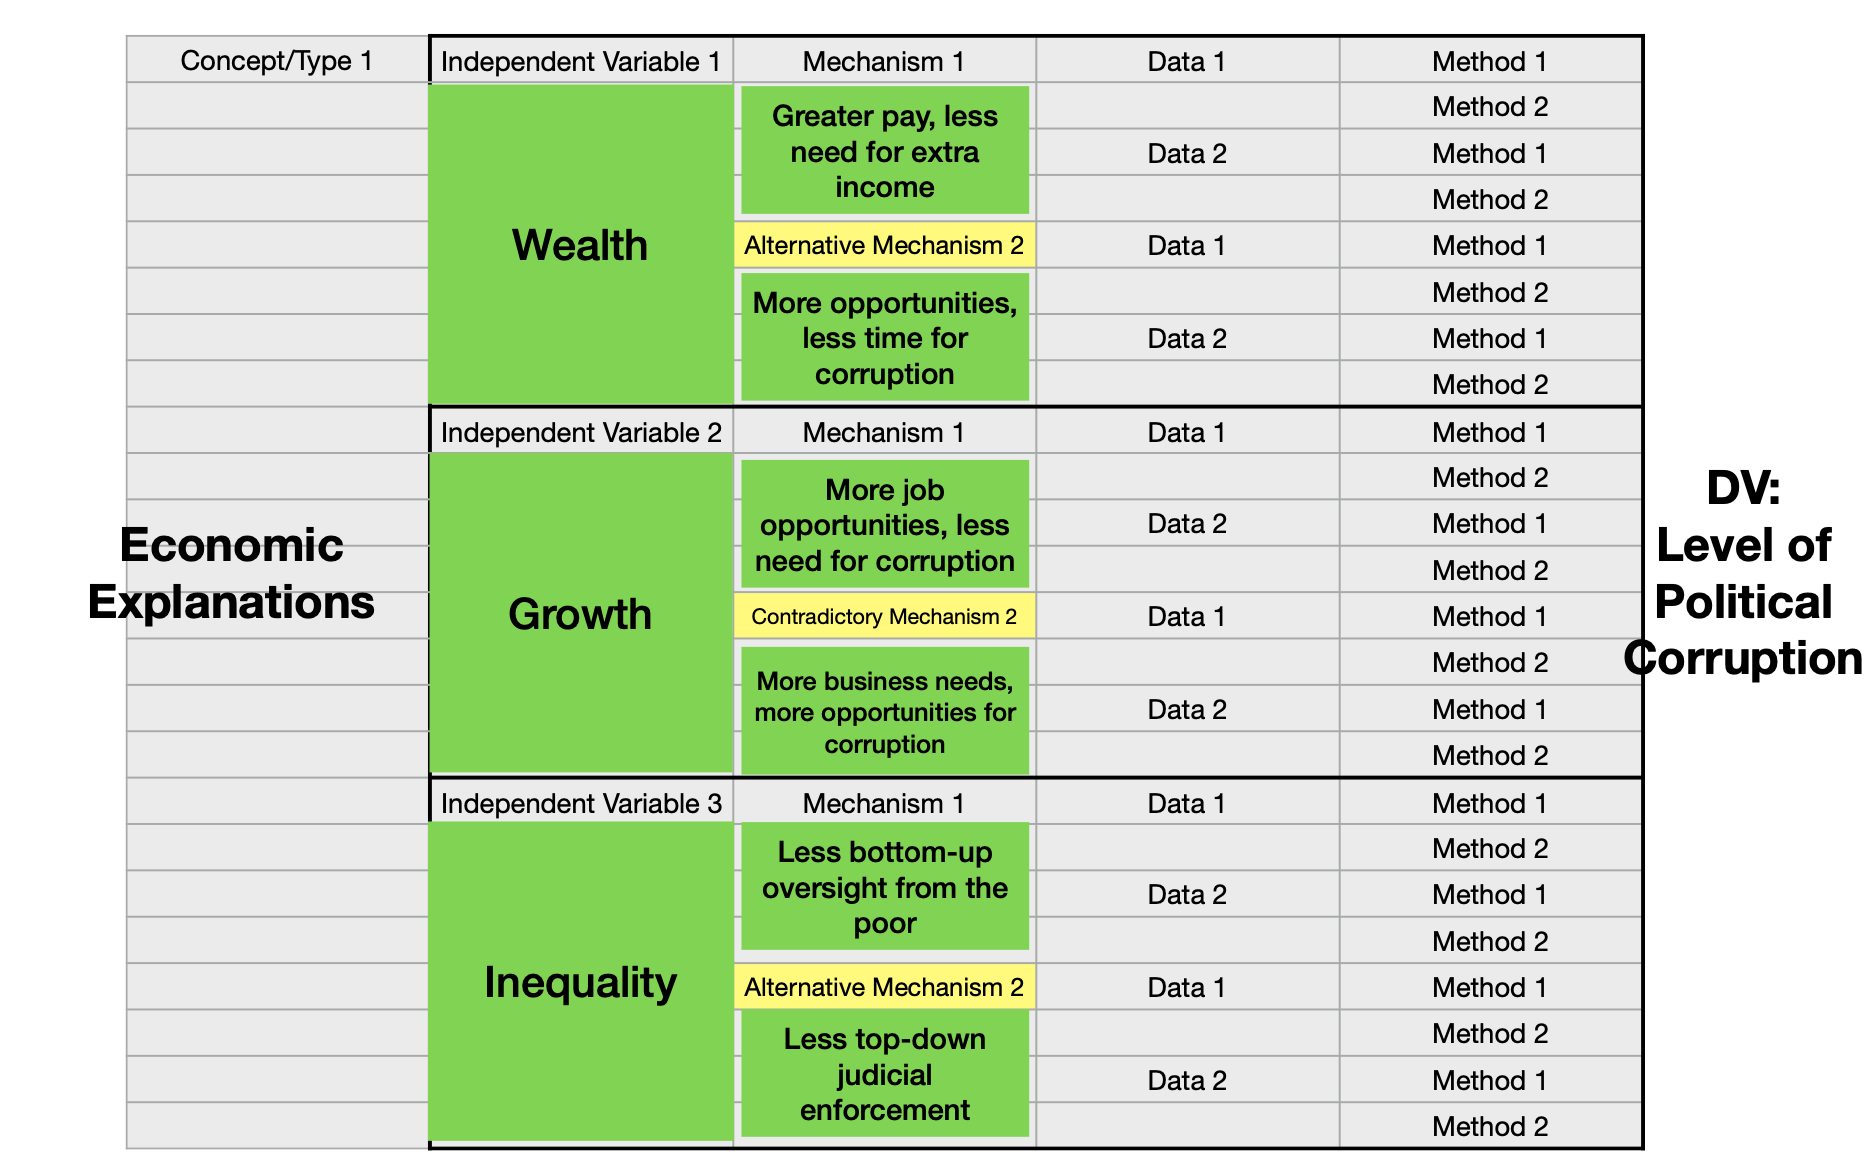 Concept/Type 1 Independent Variable 1 Mechanism 1 Data 1 Method 1
Method 2
Greater pay, less
need for extra
income
Data 2 Method 1
Method 2
Wealth
Alternative Mechanism 2 Data 1 Method 1
Method 2
More opportunities,
less time for
corruption
Data 2 Method 1
Method 2
Independent Variable 2 Mechanism 1 Data 1 Method 1
Method 2
More job
opportunities, less
need for corruption
Data 2 Method 1
Method 2
Economic
Explanations
Growth
Contradictory Mechanism 2 Data 1 Method 1
Method 2
More business needs,
more opportunities for
corruption
Data 2 Method 1
Method 2
DV:
Level of
Political
Corruption
Independent Variable 3 Mechanism 1 Data 1 Method 1
Method 2
Less bottom-up
oversight from the
poor
Data 2 Method 1
Method 2
Inequality
Alternative Mechanism 2 Data 1 Method 1
Method 2
Less top-down
judicial
enforcement
Data 2 Method 1
Method 2